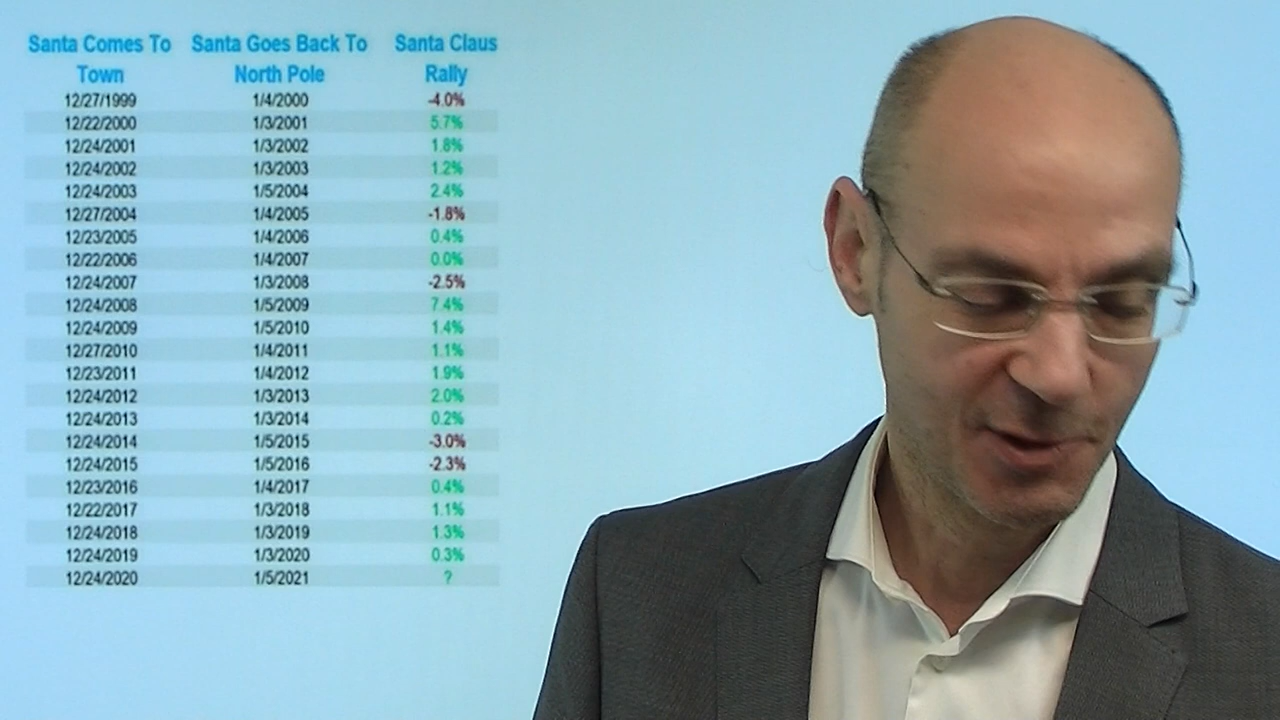 Santa Comes To Town Santa Goes Back To North Pole Santa Claus Rally
12/27/1999 1/4/2000 -4.0%
12/22/2000 1/3/2001 5.7%
12/24/2001 1/3/2002 1.8%
12/24/2002 1/3/2003 1.2%
12/24/2003 1/5/2004 2.4%
12/27/2004 1/4/2005 -1.8%
12/23/2005 1/4/2006 0.4%
12/22/2006 1/4/2007 0.0%
12/24/2007 1/3/2008 -2.5%
12/24/2008 1/5/2009 7.4%
12/24/2009 1/5/2010 1.4%
12/27/2010 1/4/2011 1.1%
12/23/2011 1/4/2012 1.9%
12/24/2012 1/3/2013 2.0%
12/24/2013 1/3/2014 0.2%
12/24/2014 1/5/2015 -3.0%
12/24/2015 1/5/2016 -2.3%
12/23/2016 1/4/2017 0.4%
12/22/2017 1/3/2018 1.1%
12/24/2018 1/3/2019 1.3%
12/24/2019 1/3/2020 0.3%
12/24/2020 1/5/2021 ?